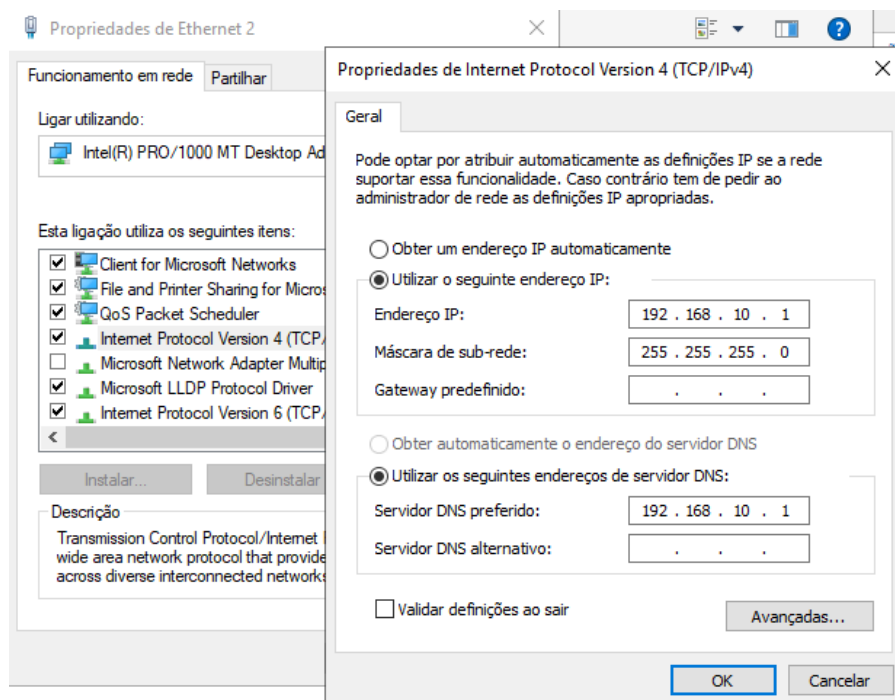 Propriedades de Ethernet 2
Funcionamento em rede
Partilhar
Ligar utilizando:
Intel(R) PRO/1000 MT Desktop Ad
Esta ligação utiliza os seguintes itens:
Client for Microsoft Networks
File and Printer Sharing for Micros
QoS Packet Scheduler
Internet Protocol Version 4 (TCP/
Microsoft Network Adapter Multip
Microsoft LLDP Protocol Driver
Internet Protocol Version 6 (TCP/
Instalar...
Desinstalar
Descrição
Transmission Control Protocol/Internet
wide area network protocol that provide
across diverse interconnected networks
Propriedades de Internet Protocol Version 4 (TCP/IPv4)
Geral
Pode optar por atribuir automaticamente as definições IP se a rede
suportar essa funcionalidade. Caso contrário tem de pedir ao
administrador de rede as definições IP apropriadas.
Obter um endereço IP automaticamente
Utilizar o seguinte endereço IP:
Endereço IP: 192 . 168 . 10 . 1
Máscara de sub-rede: 255 . 255 . 255 . 0
Gateway predefinido: . . .
Obter automaticamente o endereço do servidor DNS
Utilizar os seguintes endereços de servidor DNS:
Servidor DNS preferido: 192 . 168 . 10 . 1
Servidor DNS alternativo: . . .
Validar definições ao sair
Avançadas...
OK
Cancelar